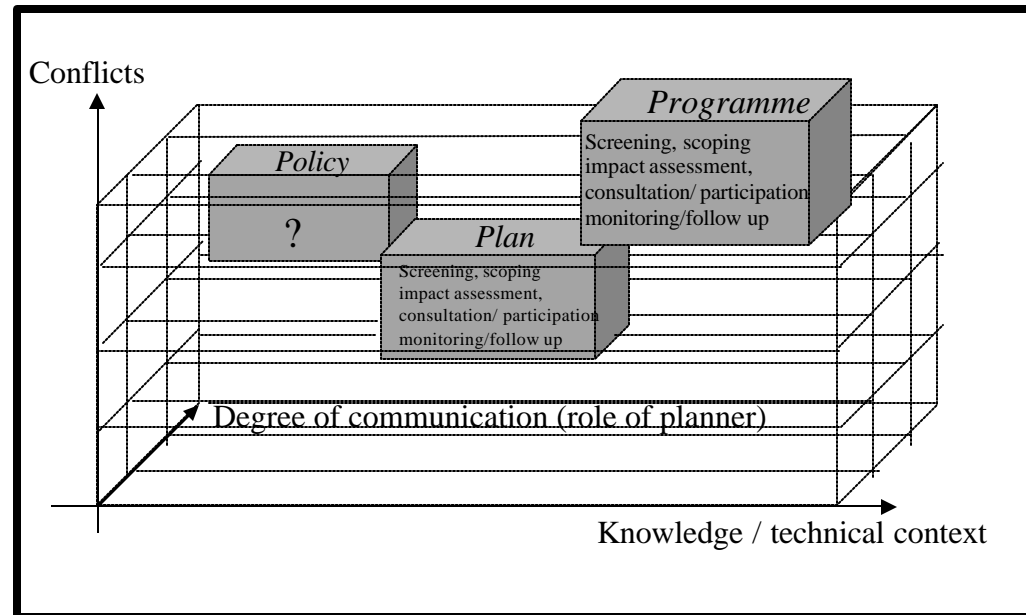 Conflicts
Programme
Screening, scoping
impact assessment,
consultation/ participation
monitoring/follow up
Policy
?
Plan
Screening, scoping
impact assessment,
consultation/ participation
monitoring/follow up
Degree of communication (role of planner)
Knowledge / technical context